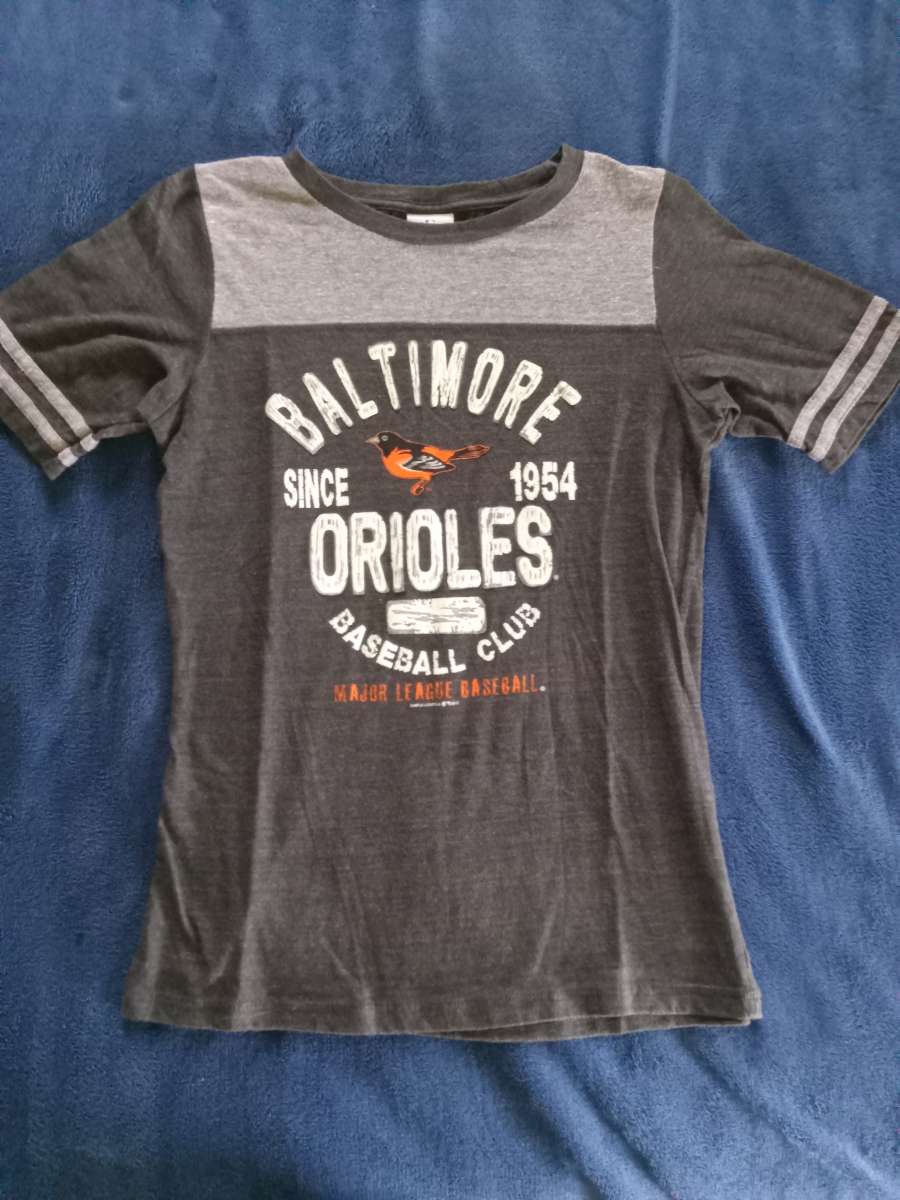 BALTIMORE
SINCE 1954
ORIOLES®
BASEBALL CLUB
MAJOR LEAGUE BASEBALL®